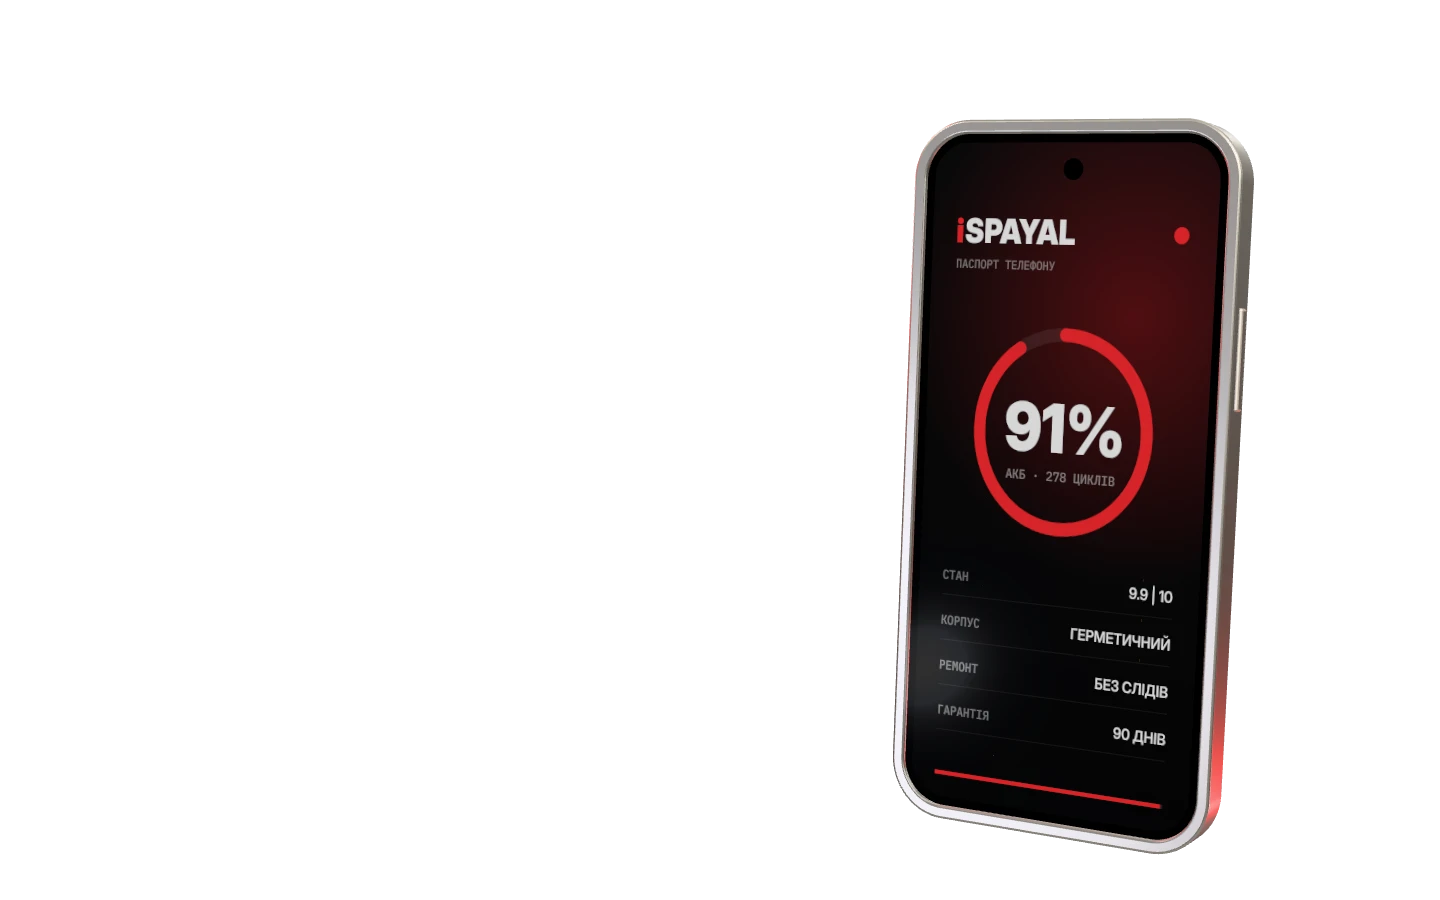 iSPAYAL
ПАСПОРТ ТЕЛЕФОНУ
91%
АКБ · 278 ЦИКЛІВ
СТАН
9.9 | 10
КОРПУС
ГЕРМЕТИЧНИЙ
РЕМОНТ
БЕЗ СЛІДІВ
ГАРАНТІЯ
90 ДНІВ